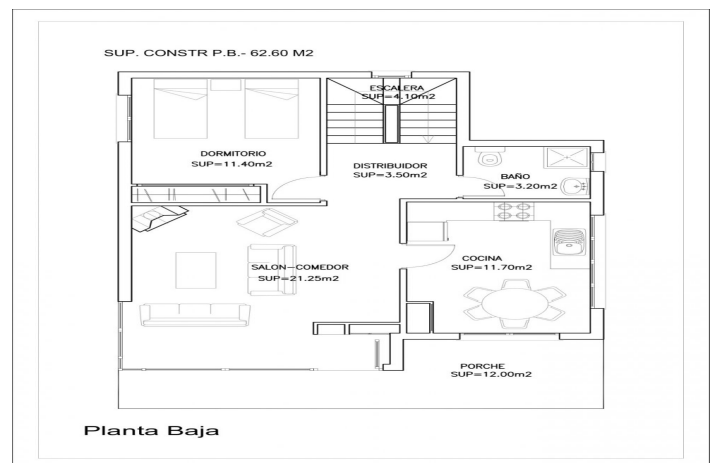 SUP. CONSTR P.B.- 62.60 M2
ESCALERA
SUP=4.10m2
DORMITORIO
SUP=11.40m2
DISTRIBUIDOR
SUP=3.50m2
BAÑO
SUP=3.20m2
SALON-COMEDOR
SUP=21.25m2
COCINA
SUP=11.70m2
PORCHE
SUP=12.00m2
Planta Baja